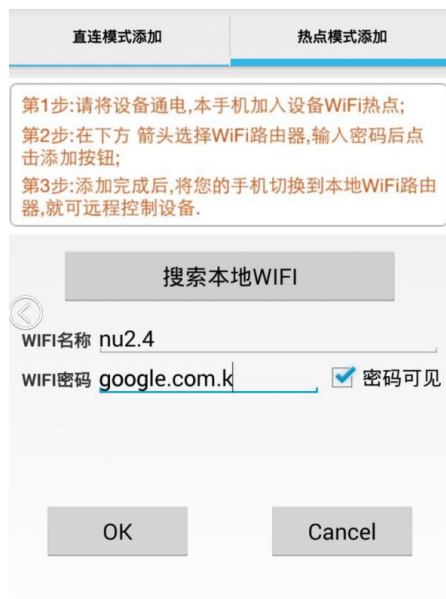 直连模式添加
热点模式添加
第1步:请将设备通电,本手机加入设备WiFi热点;
第2步:在下方 箭头选择WiFi路由器,输入密码后点
击添加按钮;
第3步:添加完成后,将您的手机切换到本地WiFi路由
器,就可远程控制设备.
搜索本地WIFI
WIFI名称 nu2.4
WIFI密码 google.com.k 密码可见
OK
Cancel